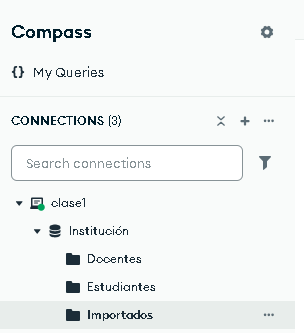 Compass
{} My Queries
CONNECTIONS (3)
Search connections
clase1
Institución
Docentes
Estudiantes
Importados